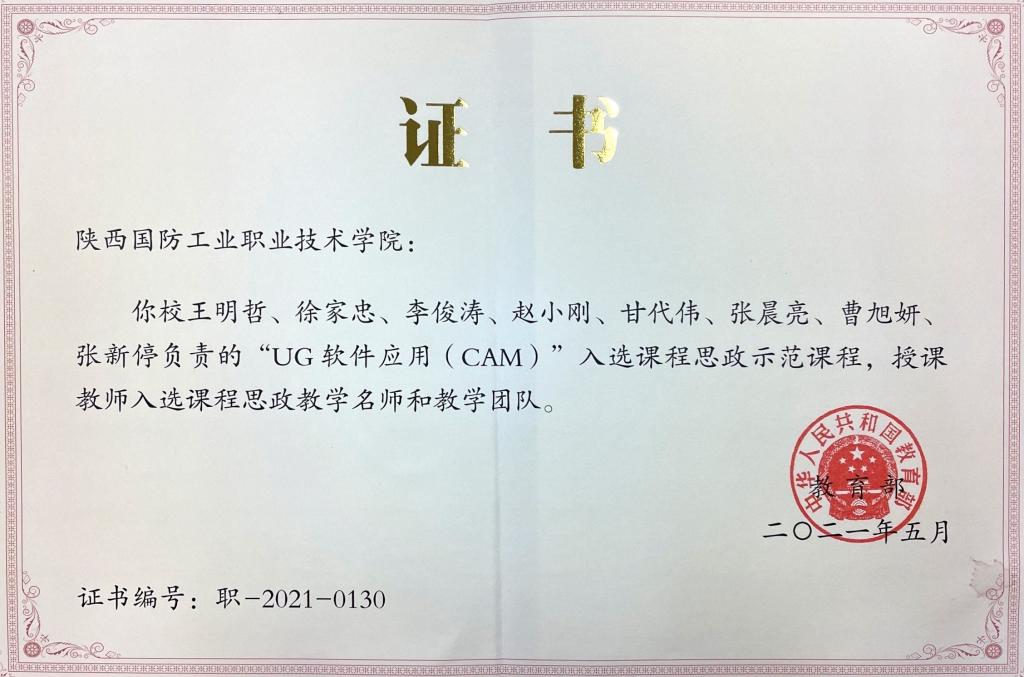 证 书
陕西国防工业职业技术学院：
你校王明哲、徐家忠、李俊涛、赵小刚、甘代伟、张晨亮、曹旭妍、
张新停负责的“UG 软件应用（CAM）”入选课程思政示范课程，授课
教师入选课程思政教学名师和教学团队。
中华人民共和国教育部
教育部
二〇二一年五月
证书编号：职-2021-0130